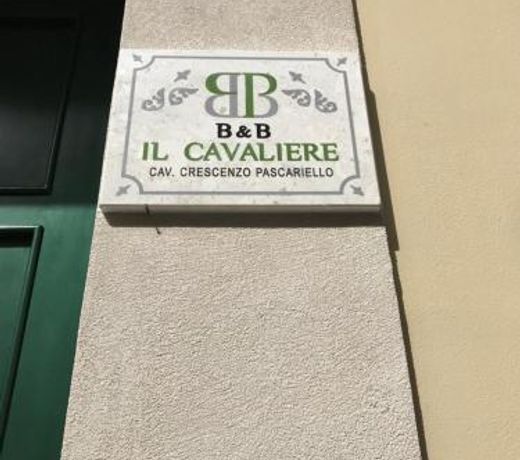 BB
B & B
IL CAVALIERE
CAV. CRESCENZO PASCARIELLO